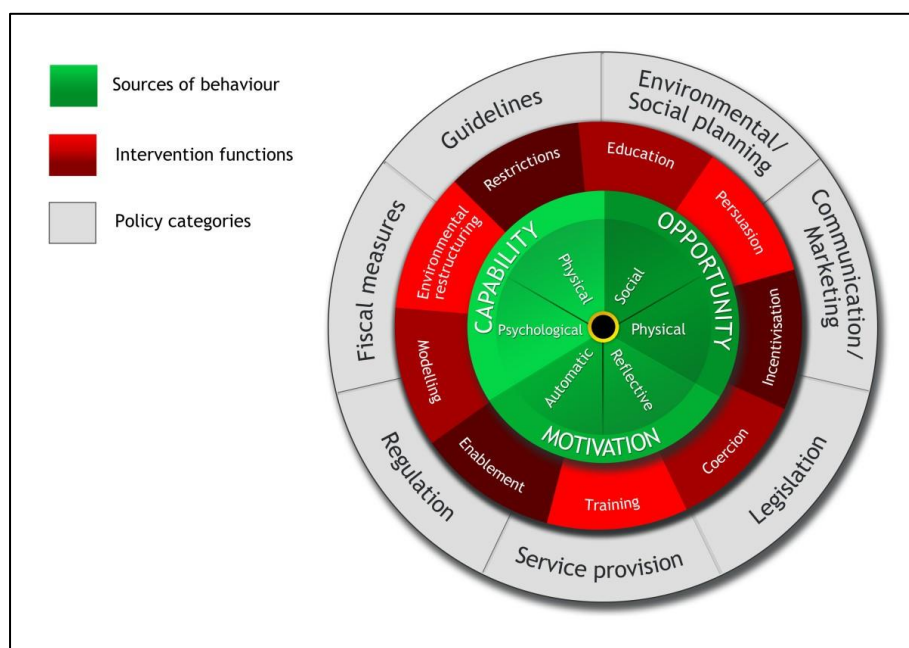 Sources of behaviour
Intervention functions
Policy categories
Guidelines
Environmental/
Social planning
Communication/
Marketing
Legislation
Service provision
Regulation
Fiscal measures
Restrictions
Education
Persuasion
Incentivisation
Coercion
Training
Enablement
Modelling
Environmental
restructuring
CAPABILITY
OPPORTUNITY
MOTIVATION
Physical
Social
Psychological
Physical
Automatic
Reflective